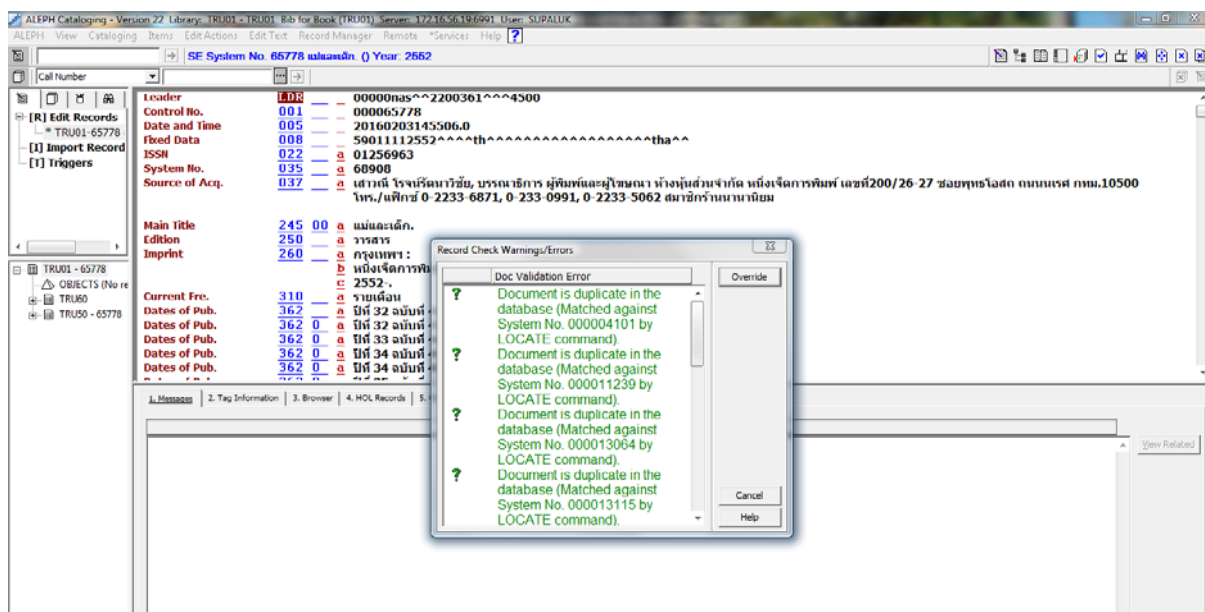 ALEPH Cataloging - Version 22 Library: TRU01 - TRU01 Bib for Book (TRU01) Server: 172.16.56.19:6991 User: SUPALUK
ALEPH View Cataloging Items Edit Actions Edit Text Record Manager Remote *Services Help ?
SE System No. 65778 แม่และเด็ก. () Year: 2552
Call Number
[R] Edit Records
* TRU01-65778
[I] Import Record
[T] Triggers
Leader LDR 00000nas^^2200361^^^4500
Control No. 001 000065778
Date and Time 005 20160203145506.0
Fixed Data 008 59011112552^^^^th^^^^^^^^^^^^^^^^^^tha^^
ISSN 022 a 01256963
System No. 035 a 68908
Source of Acq. 037 a เสาวณี โรจน์รัตนาวิชัย, บรรณาธิการ ผู้พิมพ์และผู้โฆษณา ห้างหุ้นส่วนจำกัด หนึ่งเจ็ดการพิมพ์ เลขที่200/26-27 ซอยพุทธโอสถ ถนนนเรศ กทม.10500
โทร./แฟ็กซ์ 0-2233-6871, 0-233-0991, 0-2233-5062 สมาชิกร้านนานานิยม
Main Title 245 00 a แม่และเด็ก.
Edition 250 a วารสาร
Imprint 260 a กรุงเทพฯ :
b หนึ่งเจ็ดการพิม
c 2552-.
Current Fre. 310 a รายเดือน
Dates of Pub. 362 a ปีที่ 32 ฉบับที่
Dates of Pub. 362 0 a ปีที่ 32 ฉบับที่
Dates of Pub. 362 0 a ปีที่ 33 ฉบับที่
Dates of Pub. 362 0 a ปีที่ 34 ฉบับที่
Dates of Pub. 362 0 a ปีที่ 34 ฉบับที่
TRU01 - 65778
OBJECTS (No re
TRU60
TRU50 - 65778
Record Check Warnings/Errors
Doc Validation Error
Override
? Document is duplicate in the
database (Matched against
System No. 000004101 by
LOCATE command).
? Document is duplicate in the
database (Matched against
System No. 000011239 by
LOCATE command).
? Document is duplicate in the
database (Matched against
System No. 000013064 by
LOCATE command).
? Document is duplicate in the
database (Matched against
System No. 000013115 by
LOCATE command).
Cancel
Help
1. Messages 2. Tag Information 3. Browser 4. HOL Records 5.
View Related